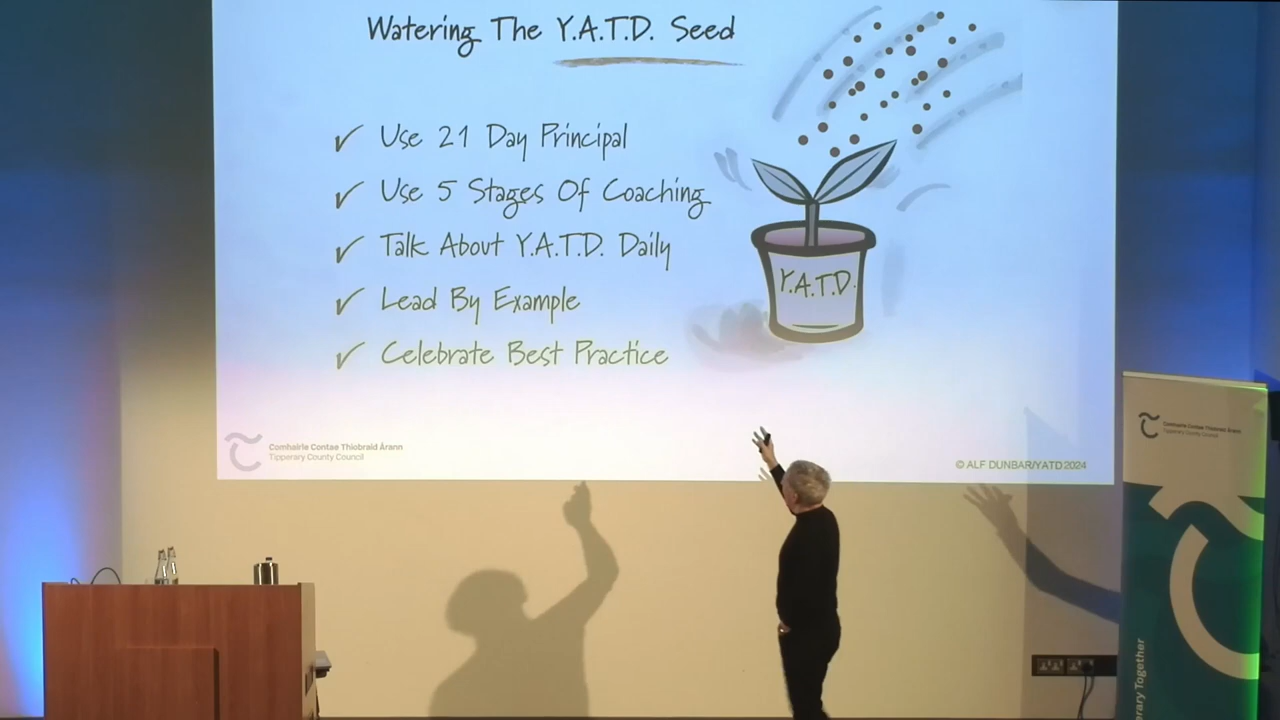 Watering The Y.A.T.D. Seed
✓ Use 21 Day Principal
✓ Use 5 Stages Of Coaching
✓ Talk About Y.A.T.D. Daily
✓ Lead By Example
✓ Celebrate Best Practice
Y.A.T.D.
Comhairle Contae Thiobraid Árann
Tipperary County Council
© ALF DUNBAR/YATD 2024
Comhairle Contae Thiobraid Árann
Tipperary County Council
erary Together